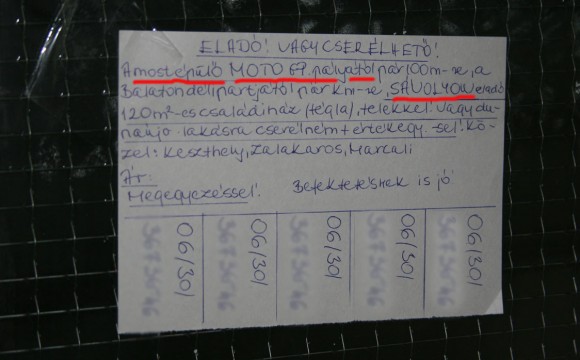 ELADÓ! VAGY CSERÉLHETŐ!
A most épülő MOTO GP pályától pár 100m-re, a
Balaton déli partjától pár km-re, SÁVOLYON eladó
120m²-es családi ház (tégla), telekkel vagy du-
naújv. lakásra cserélném + értékegy.-sel. Kö-
zel: Keszthely, Zalakaros, Marcali
Ár:
Megegyezéssel! Befektetésnek is jó
06/30/
06/30/
06/30/
06/30/
06/30/